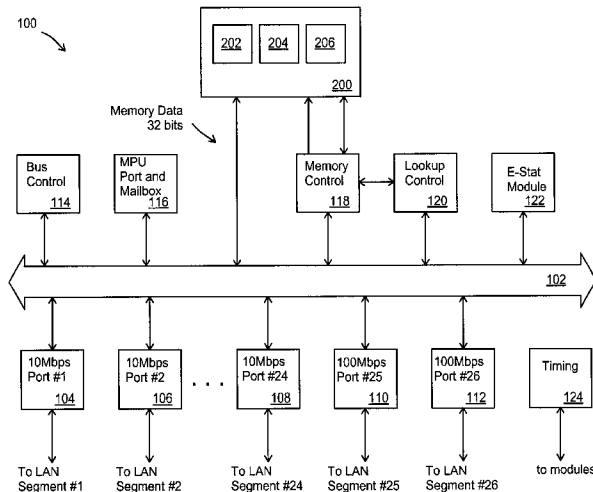 100
202 204 206
200
Memory Data
32 bits
Bus
Control
114
MPU
Port and
Mailbox
116
Memory
Control
118
Lookup
Control
120
E-Stat
Module
122
102
10Mbps
Port #1
104
10Mbps
Port #2
106
. . . .
10Mbps
Port #24
108
100Mbps
Port #25
110
100Mbps
Port #26
112
Timing
124
To LAN
Segment #1
To LAN
Segment #2
To LAN
Segment #24
To LAN
Segment #25
To LAN
Segment #26
to modules